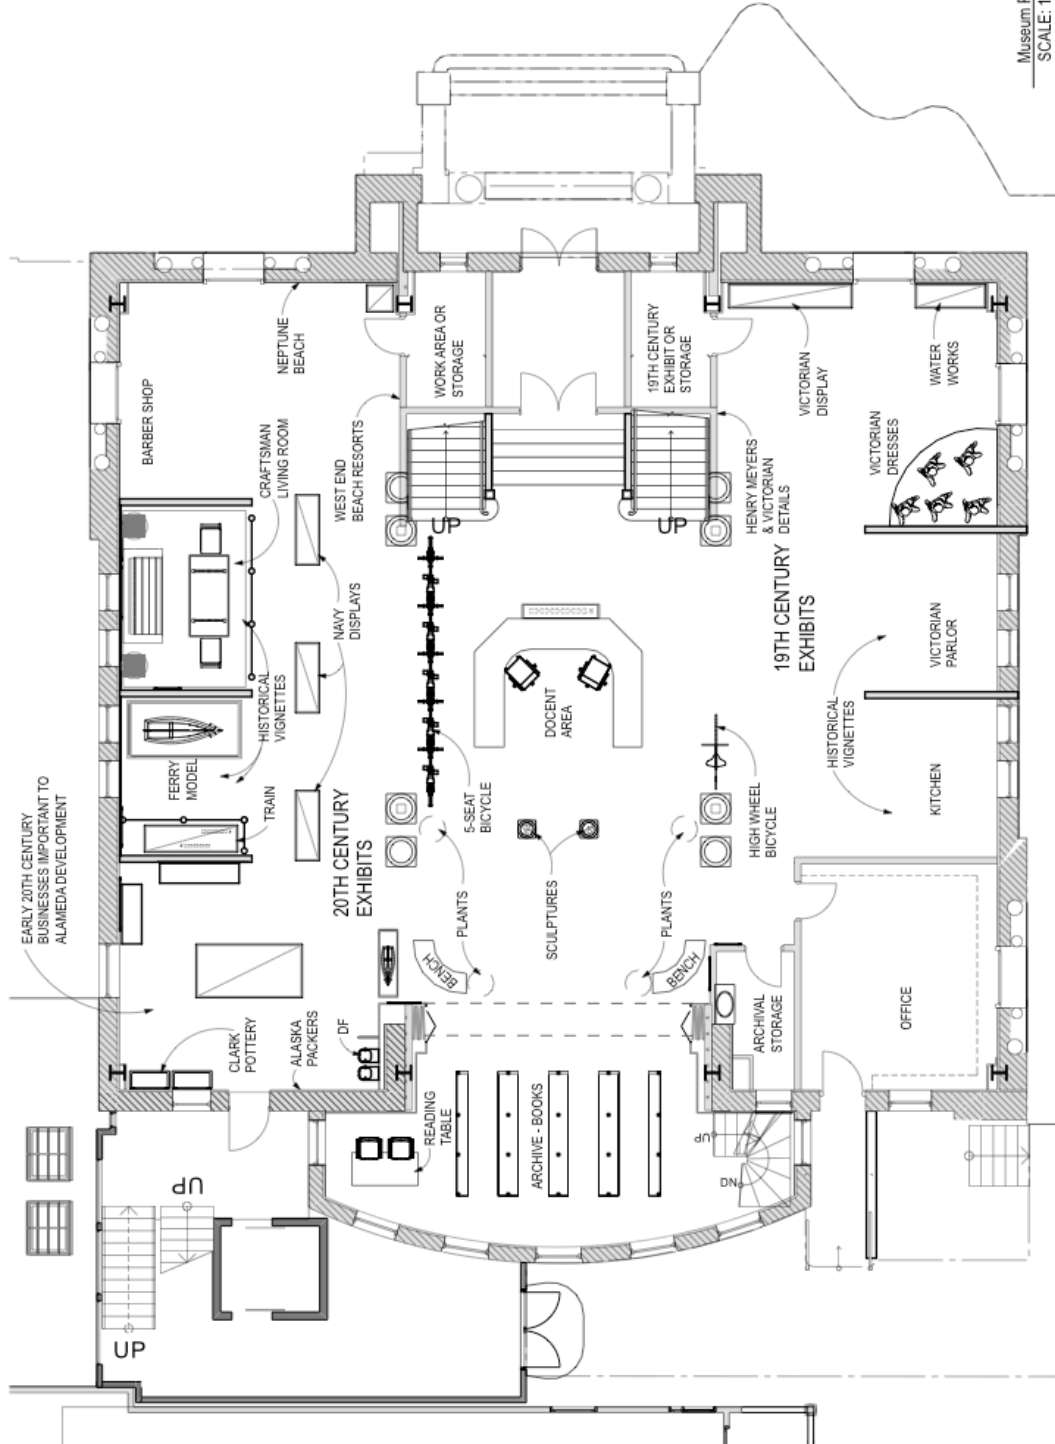 Museum
SCALE: 1
NEPTUNE
BEACH
WORK AREA OR
STORAGE
19TH CENTURY
EXHIBIT OR
STORAGE
VICTORIAN
DISPLAY
WATER
WORKS
BARBER SHOP
CRAFTSMAN
LIVING ROOM
WEST END
BEACH RESORTS
HENRY MEYERS
& VICTORIAN
DETAILS
VICTORIAN
DRESSES
UP
UP
NAVY
DISPLAYS
19TH CENTURY
EXHIBITS
HISTORICAL
VIGNETTES
DOCENT
AREA
VICTORIAN
PARLOR
HISTORICAL
VIGNETTES
FERRY
MODEL
TRAIN
5-SEAT
BICYCLE
HIGH WHEEL
BICYCLE
KITCHEN
EARLY 20TH CENTURY
BUSINESSES IMPORTANT TO
ALAMEDA DEVELOPMENT
20TH CENTURY
EXHIBITS
PLANTS
SCULPTURES
PLANTS
BENCH
BENCH
CLARK
POTTERY
ALASKA
PACKERS
DF
ARCHIVAL
STORAGE
OFFICE
READING
TABLE
ARCHIVE - BOOKS
UP
DN
UP
UP